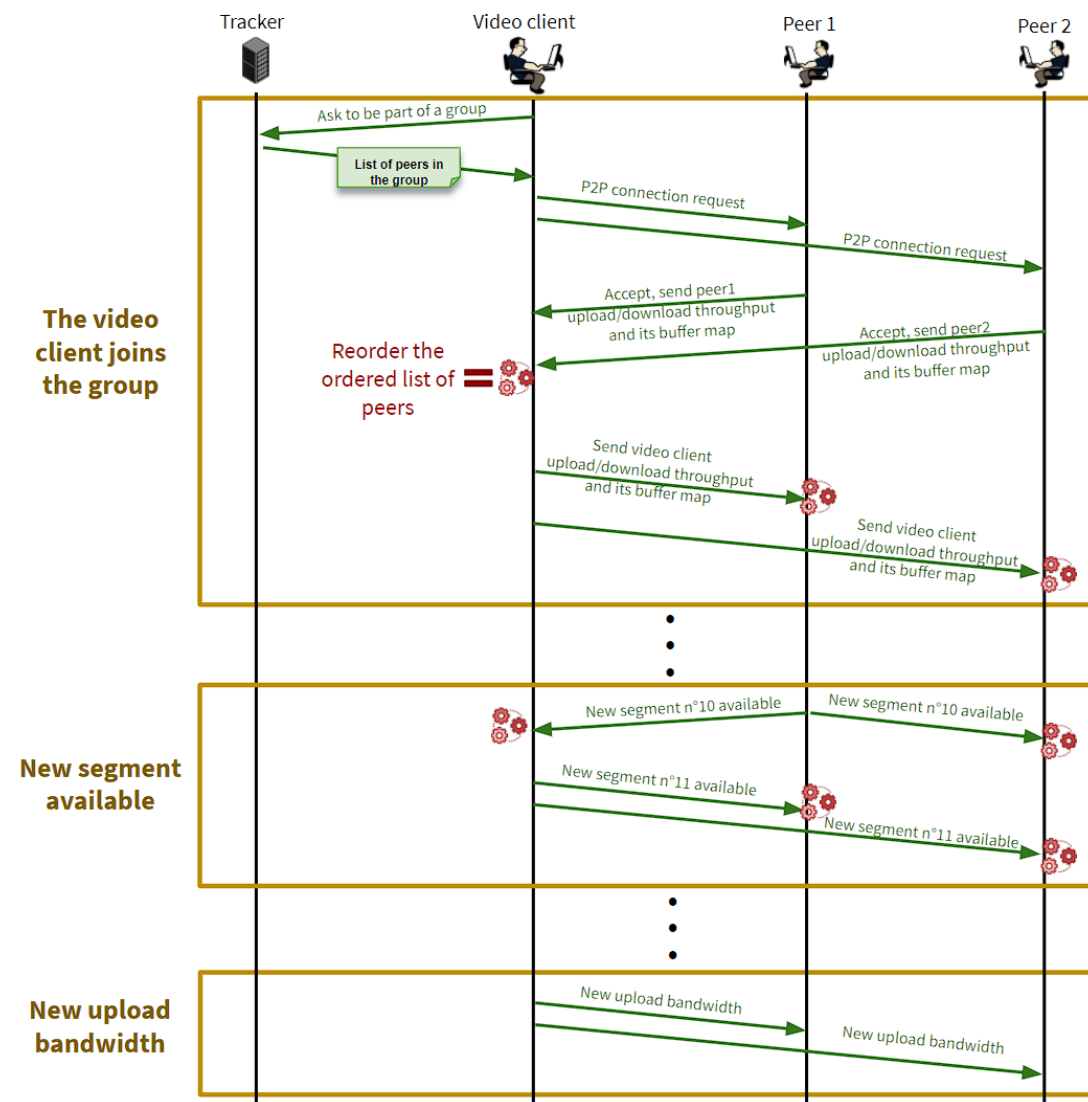 Tracker
Video client
Peer 1
Peer 2
Ask to be part of a group
List of peers in
the group
P2P connection request
P2P connection request
The video
client joins
the group
Accept, send peer1
upload/download throughput
and its buffer map
Accept, send peer2
upload/download throughput
and its buffer map
Reorder the
ordered list of
peers
=
Send video client
upload/download throughput
and its buffer map
Send video client
upload/download throughput
and its buffer map
New segment
available
New segment n°10 available
New segment n°10 available
New segment n°11 available
New segment n°11 available
New upload
bandwidth
New upload bandwidth
New upload bandwidth